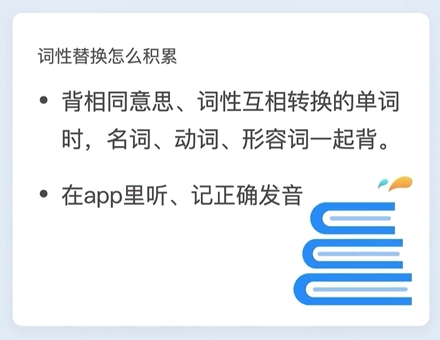 词性替换怎么积累
• 背相同意思、词性互相转换的单词
时，名词、动词、形容词一起背。
• 在app里听、记正确发音